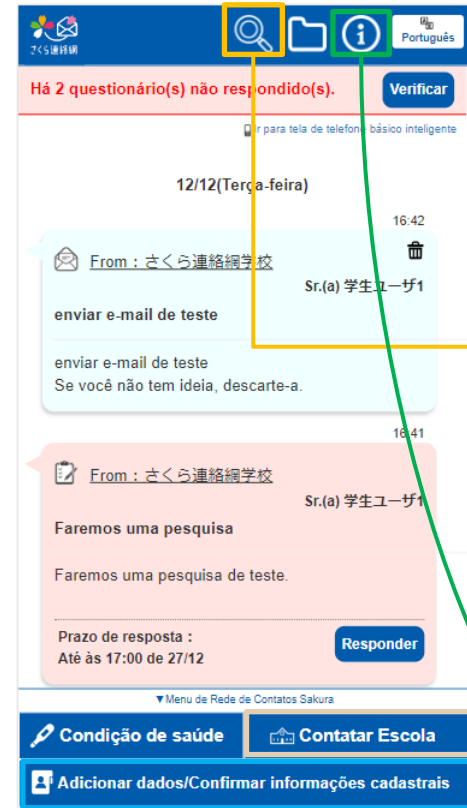 さくら連絡網
Português
Há 2 questionário(s) não respondido(s).
Verificar
Ir para tela de telefone básico inteligente
12/12(Terça-feira)
16:42
From : さくら連絡網学校
Sr.(a) 学生ユーザ1
enviar e-mail de teste
enviar e-mail de teste
Se você não tem ideia, descarte-a.
16:41
From : さくら連絡網学校
Sr.(a) 学生ユーザ1
Faremos uma pesquisa
Faremos uma pesquisa de teste.
Prazo de resposta :
Até às 17:00 de 27/12
Responder
▼Menu de Rede de Contatos Sakura
Condição de saúde
Contatar Escola
Adicionar dados/Confirmar informações cadastrais